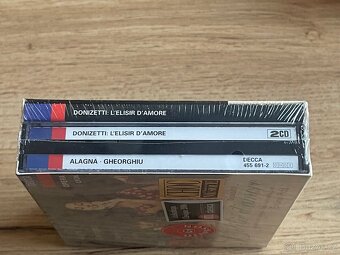 DONIZETTI: L'ELISIR D'AMORE
DONIZETTI: L'ELISIR D'AMORE 2CD
ALAGNA · GHEORGHIU DECCA
455 691-2